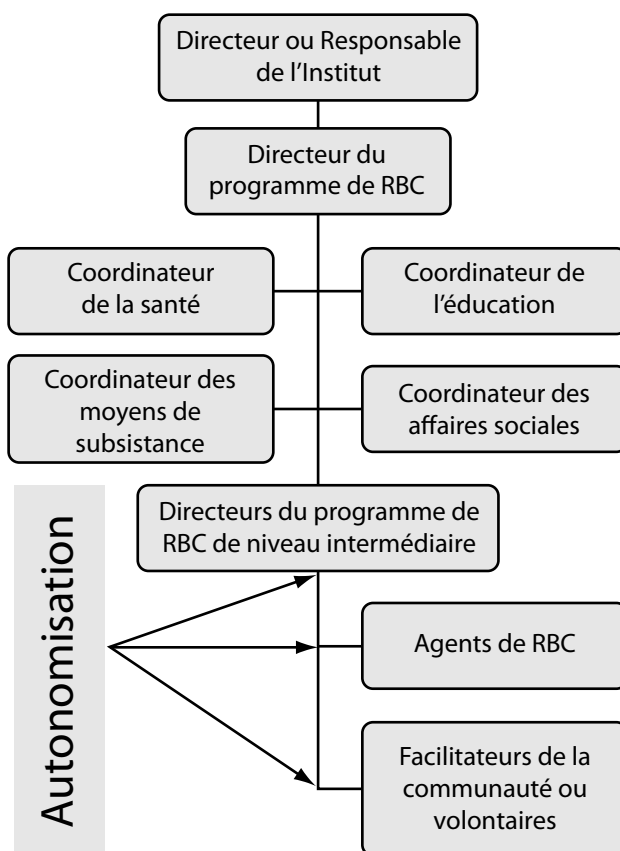 Directeur ou Responsable
de l’Institut
Directeur du
programme de RBC
Coordinateur
de la santé
Coordinateur de
l’éducation
Coordinateur des
moyens de
subsistance
Coordinateur des
affaires sociales
Directeurs du programme de
RBC de niveau intermédiaire
Autonomisation
Agents de RBC
Facilitateurs de la
communauté ou
volontaires